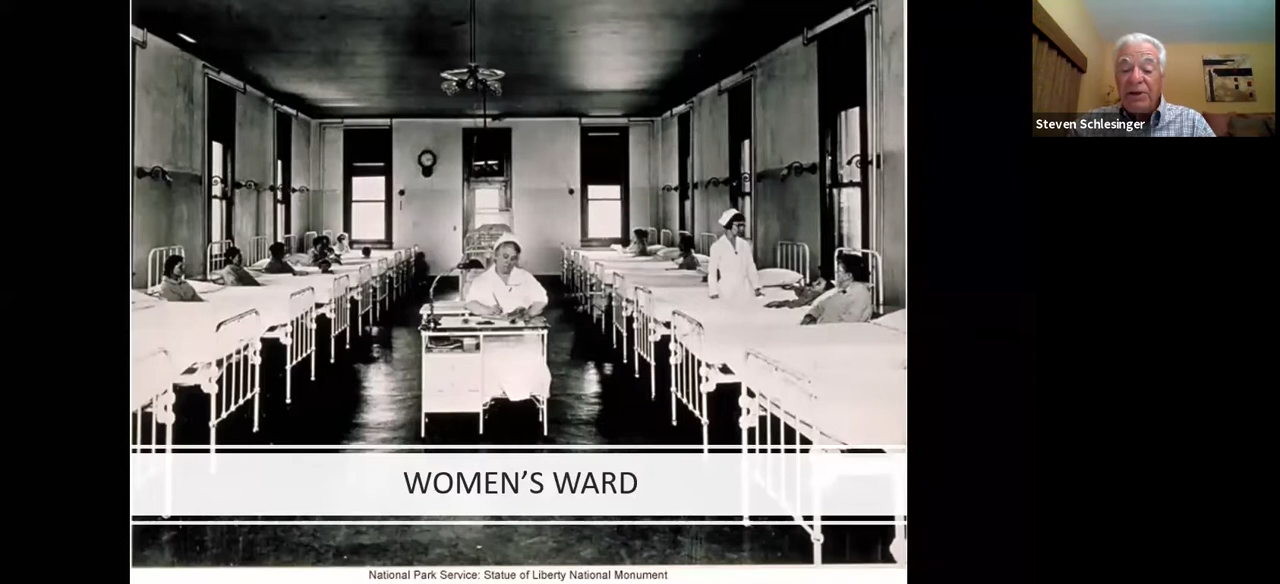 Steven Schlesinger
WOMEN'S WARD
National Park Service: Statue of Liberty National Monument